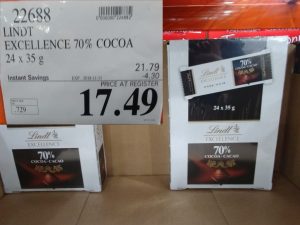 22688
LINDT
EXCELLENCE 70% COCOA
24 x 35 g
21.79
Instant Savings
-4.30
PRICE AT REGISTER
17.49
729
Lindt
EXCELLENCE
70%
COCOA•CACAO
24 x 35 g
Lindt
EXCELLENCE
70%
COCOA•CACAO